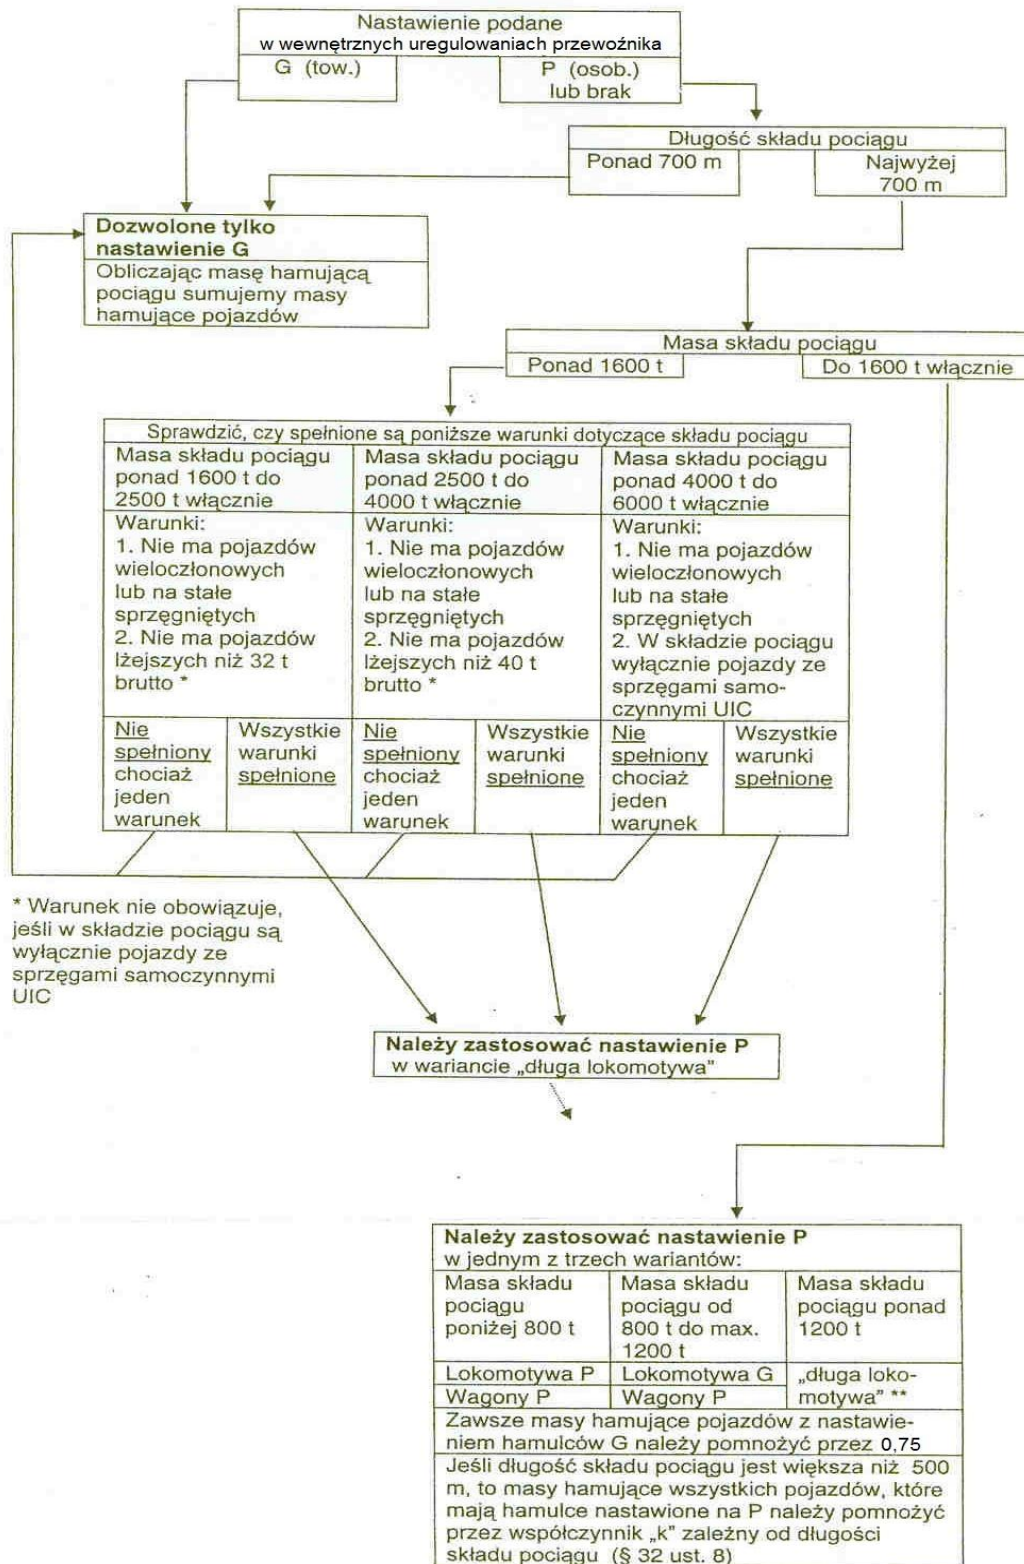 Nastawienie podane
w wewnętrznych uregulowaniach przewoźnika
G (tow.)
P (osob.)
lub brak
Długość składu pociągu
Ponad 700 m
Najwyżej
700 m
Dozwolone tylko
nastawienie G
Obliczając masę hamującą
pociągu sumujemy masy
hamujące pojazdów
Masa składu pociągu
Ponad 1600 t
Do 1600 t włącznie
Sprawdzić, czy spełnione są poniższe warunki dotyczące składu pociągu
Masa składu pociągu
ponad 1600 t do
2500 t włącznie
Masa składu pociągu
ponad 2500 t do
4000 t włącznie
Masa składu pociągu
ponad 4000 t do
6000 t włącznie
Warunki:
1. Nie ma pojazdów
wieloczłonowych
lub na stałe
sprzęgniętych
2. Nie ma pojazdów
lżejszych niż 32 t
brutto *
Warunki:
1. Nie ma pojazdów
wieloczłonowych
lub na stałe
sprzęgniętych
2. Nie ma pojazdów
lżejszych niż 40 t
brutto *
Warunki:
1. Nie ma pojazdów
wieloczłonowych
lub na stałe
sprzęgniętych
2. W składzie pociągu
wyłącznie pojazdy ze
sprzęgami samo-
czynnymi UIC
Nie
spełniony
chociaż
jeden
warunek
Wszystkie
warunki
spełnione
Nie
spełniony
chociaż
jeden
warunek
Wszystkie
warunki
spełnione
Nie
spełniony
chociaż
jeden
warunek
Wszystkie
warunki
spełnione
* Warunek nie obowiązuje,
jeśli w składzie pociągu są
wyłącznie pojazdy ze
sprzęgami samoczynnymi
UIC
Należy zastosować nastawienie P
w wariancie „długa lokomotywa”
Należy zastosować nastawienie P
w jednym z trzech wariantów:
Masa składu
pociągu
poniżej 800 t
Masa składu
pociągu od
800 t do max.
1200 t
Masa składu
pociągu ponad
1200 t
Lokomotywa P
Wagony P
Lokomotywa G
Wagony P
„długa loko-
motywa” **
Zawsze masy hamujące pojazdów z nastawie-
niem hamulców G należy pomnożyć przez 0,75
Jeśli długość składu pociągu jest większa niż 500
m, to masy hamujące wszystkich pojazdów, które
mają hamulce nastawione na P należy pomnożyć
przez współczynnik „k” zależny od długości
składu pociągu (§ 32 ust. 8)